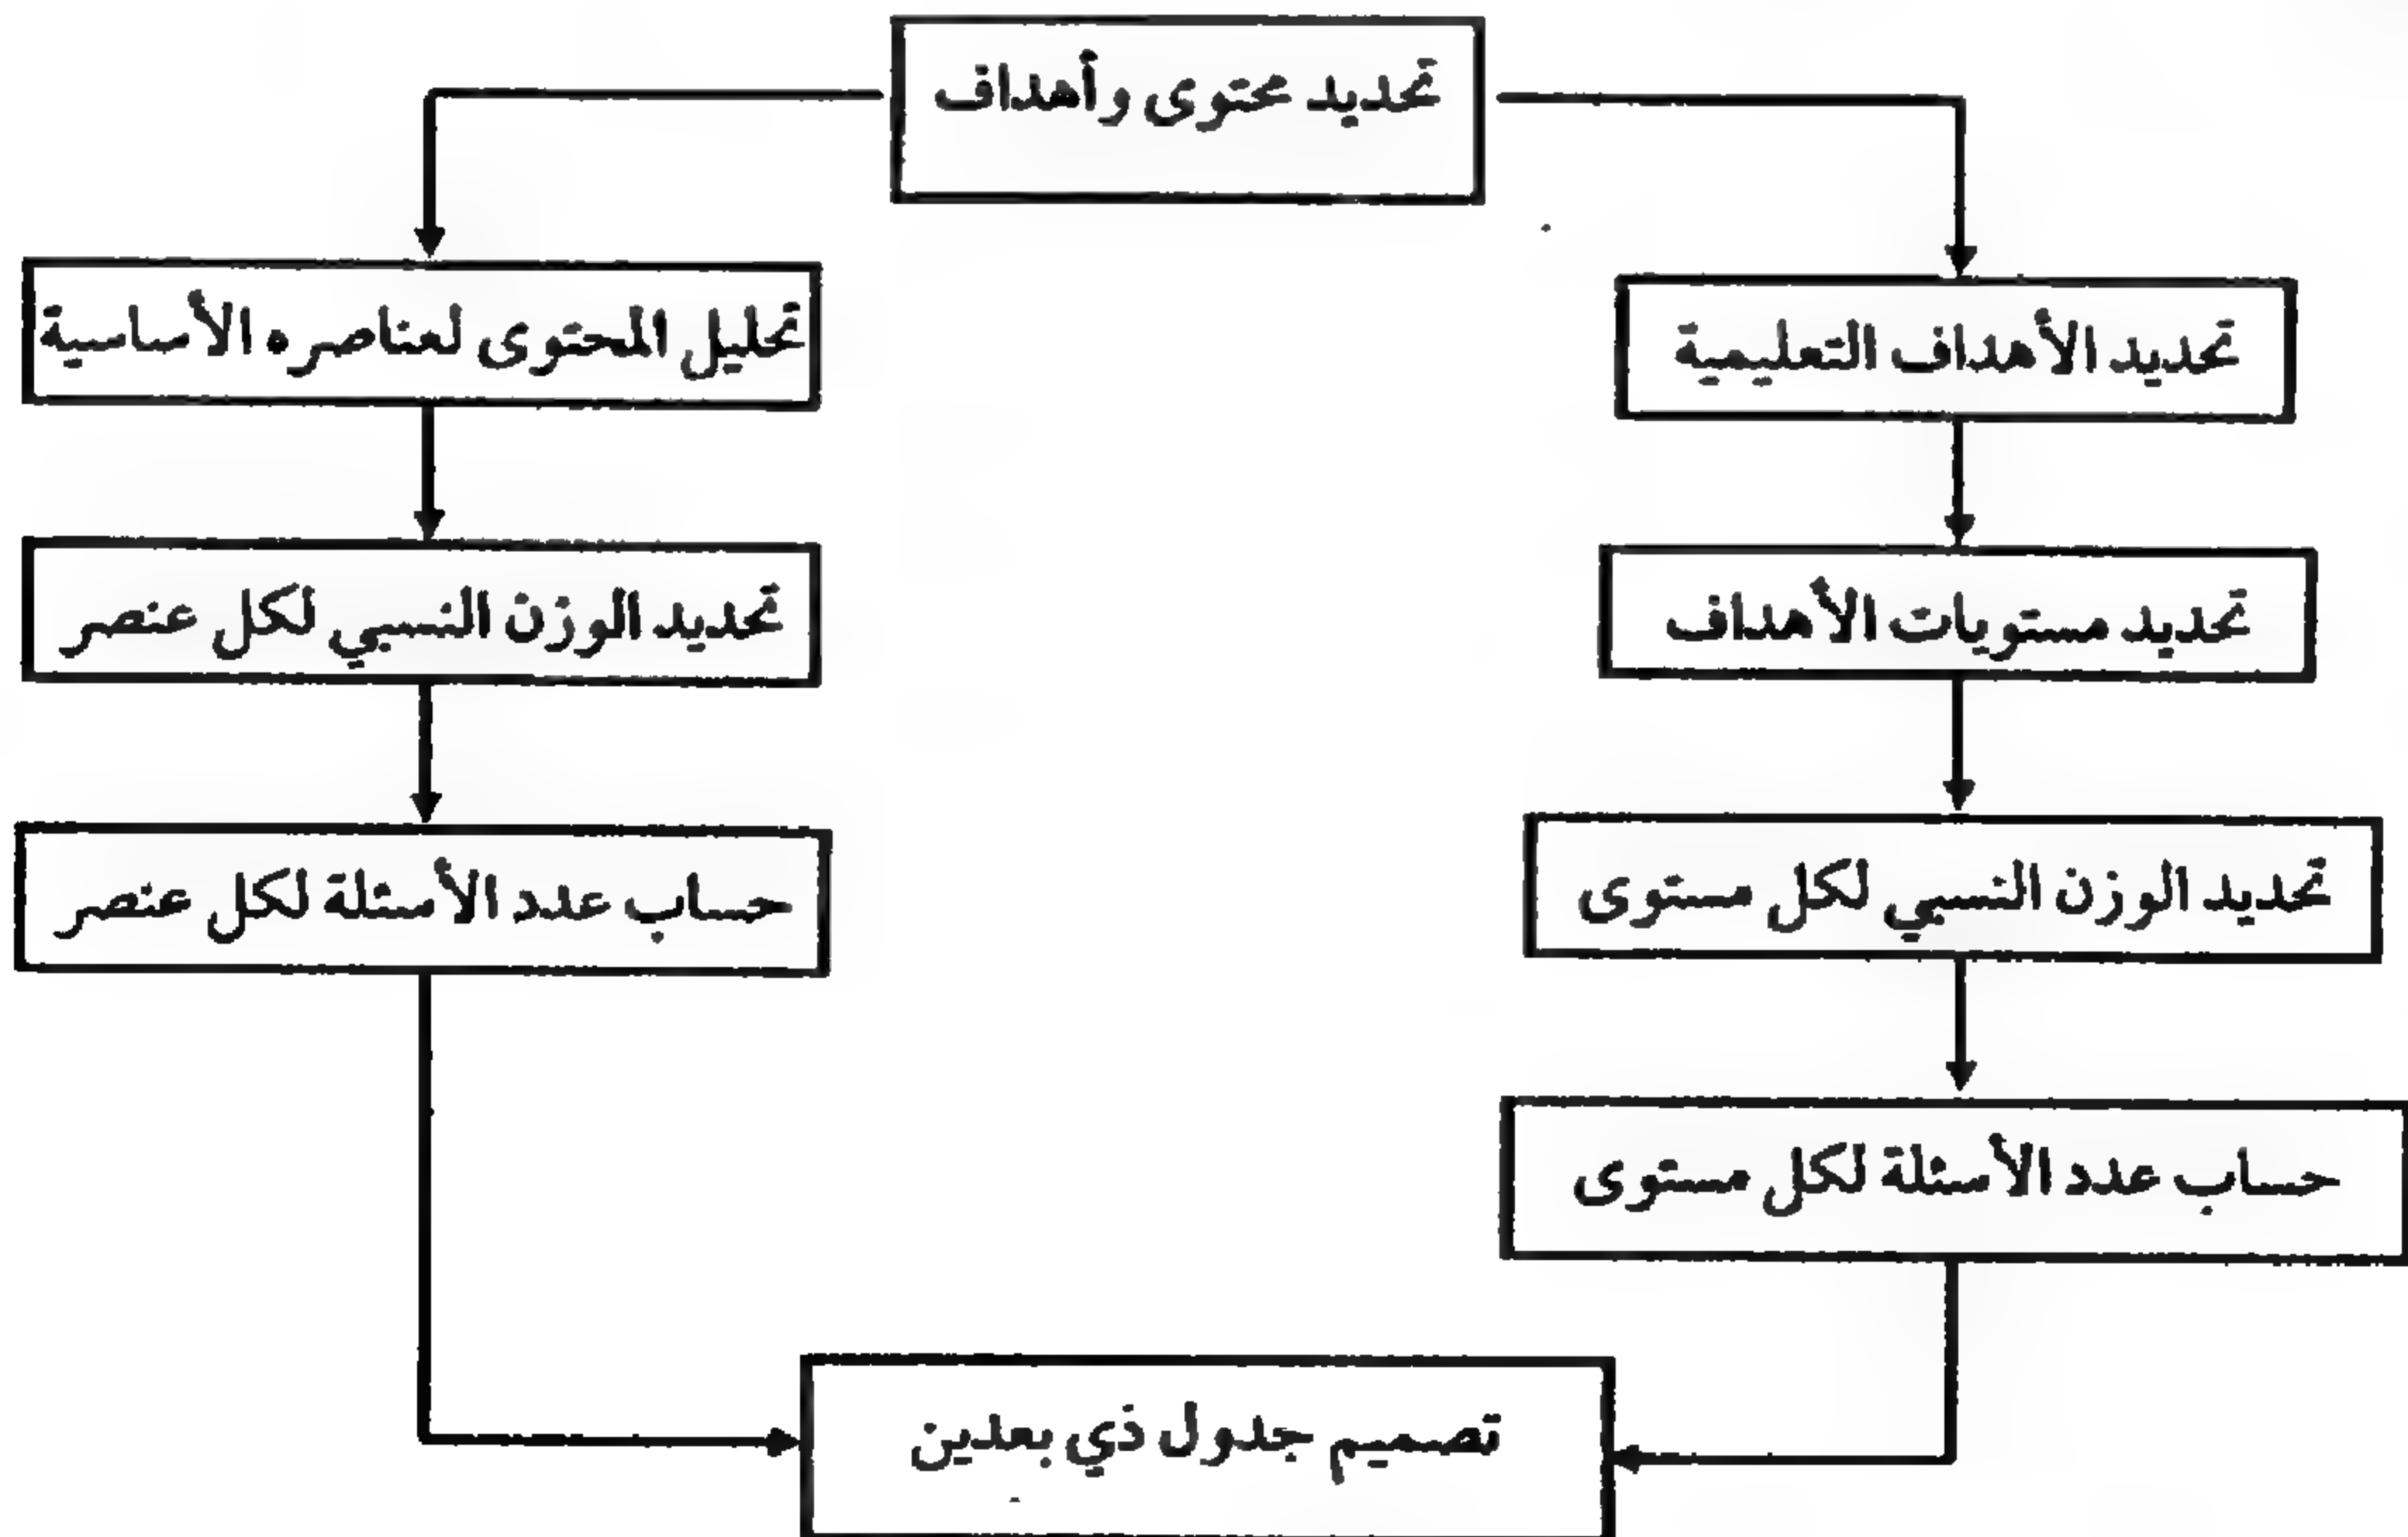 تحديد محتوى وأهداف
تحديد الأهداف التعليمية
تحديد مستويات الأهداف
تحديد الوزن النسبي لكل مستوى
حساب عدد الأسئلة لكل مستوى
تحليل المحتوى لعناصره الأساسية
تحديد الوزن النسبي لكل عنصر
حساب عدد الأسئلة لكل عنصر
تصميم جدول ذي بعدين